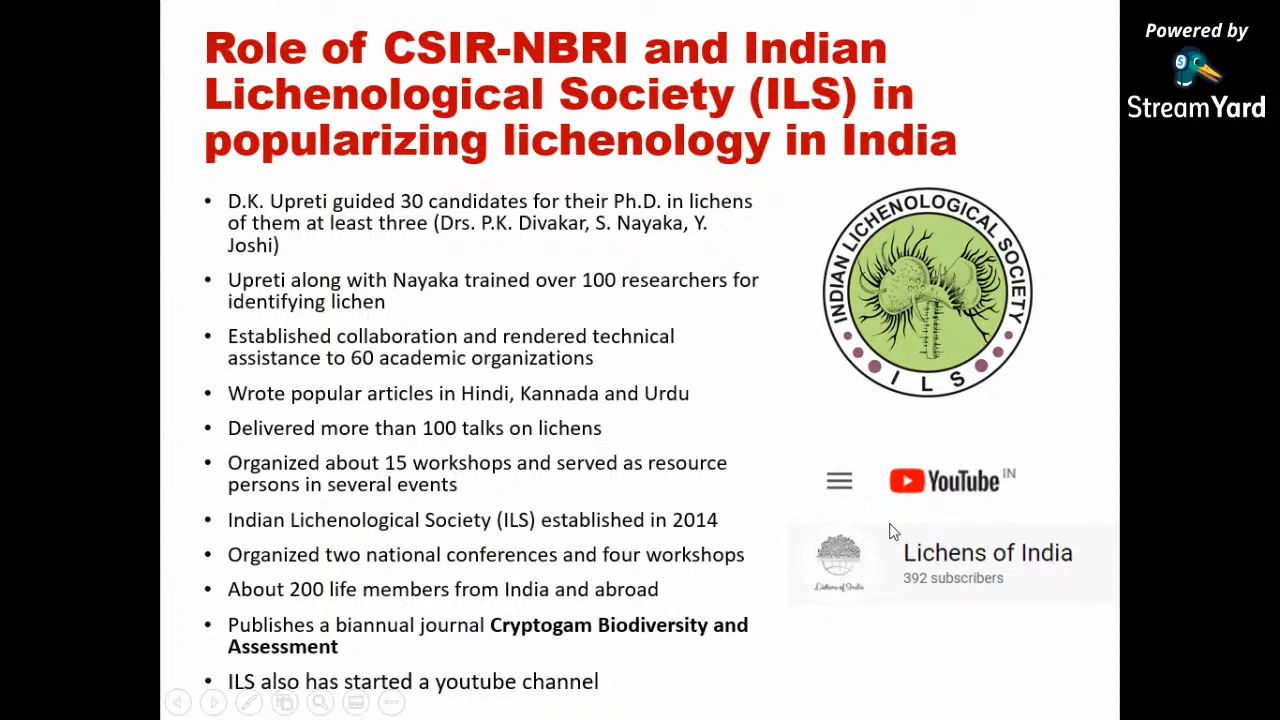 Role of CSIR-NBRI and Indian
Lichenological Society (ILS) in
popularizing lichenology in India
• D.K. Upreti guided 30 candidates for their Ph.D. in lichens
of them at least three (Drs. P.K. Divakar, S. Nayaka, Y.
Joshi)
• Upreti along with Nayaka trained over 100 researchers for
identifying lichen
• Established collaboration and rendered technical
assistance to 60 academic organizations
• Wrote popular articles in Hindi, Kannada and Urdu
• Delivered more than 100 talks on lichens
• Organized about 15 workshops and served as resource
persons in several events
• Indian Lichenological Society (ILS) established in 2014
• Organized two national conferences and four workshops
• About 200 life members from India and abroad
• Publishes a biannual journal Cryptogam Biodiversity and
Assessment
• ILS also has started a youtube channel
INDIAN LICHENOLOGICAL SOCIETY
I L S
YouTube IN
Lichens of India
Lichens of India
392 subscribers
Powered by
S
StreamYard